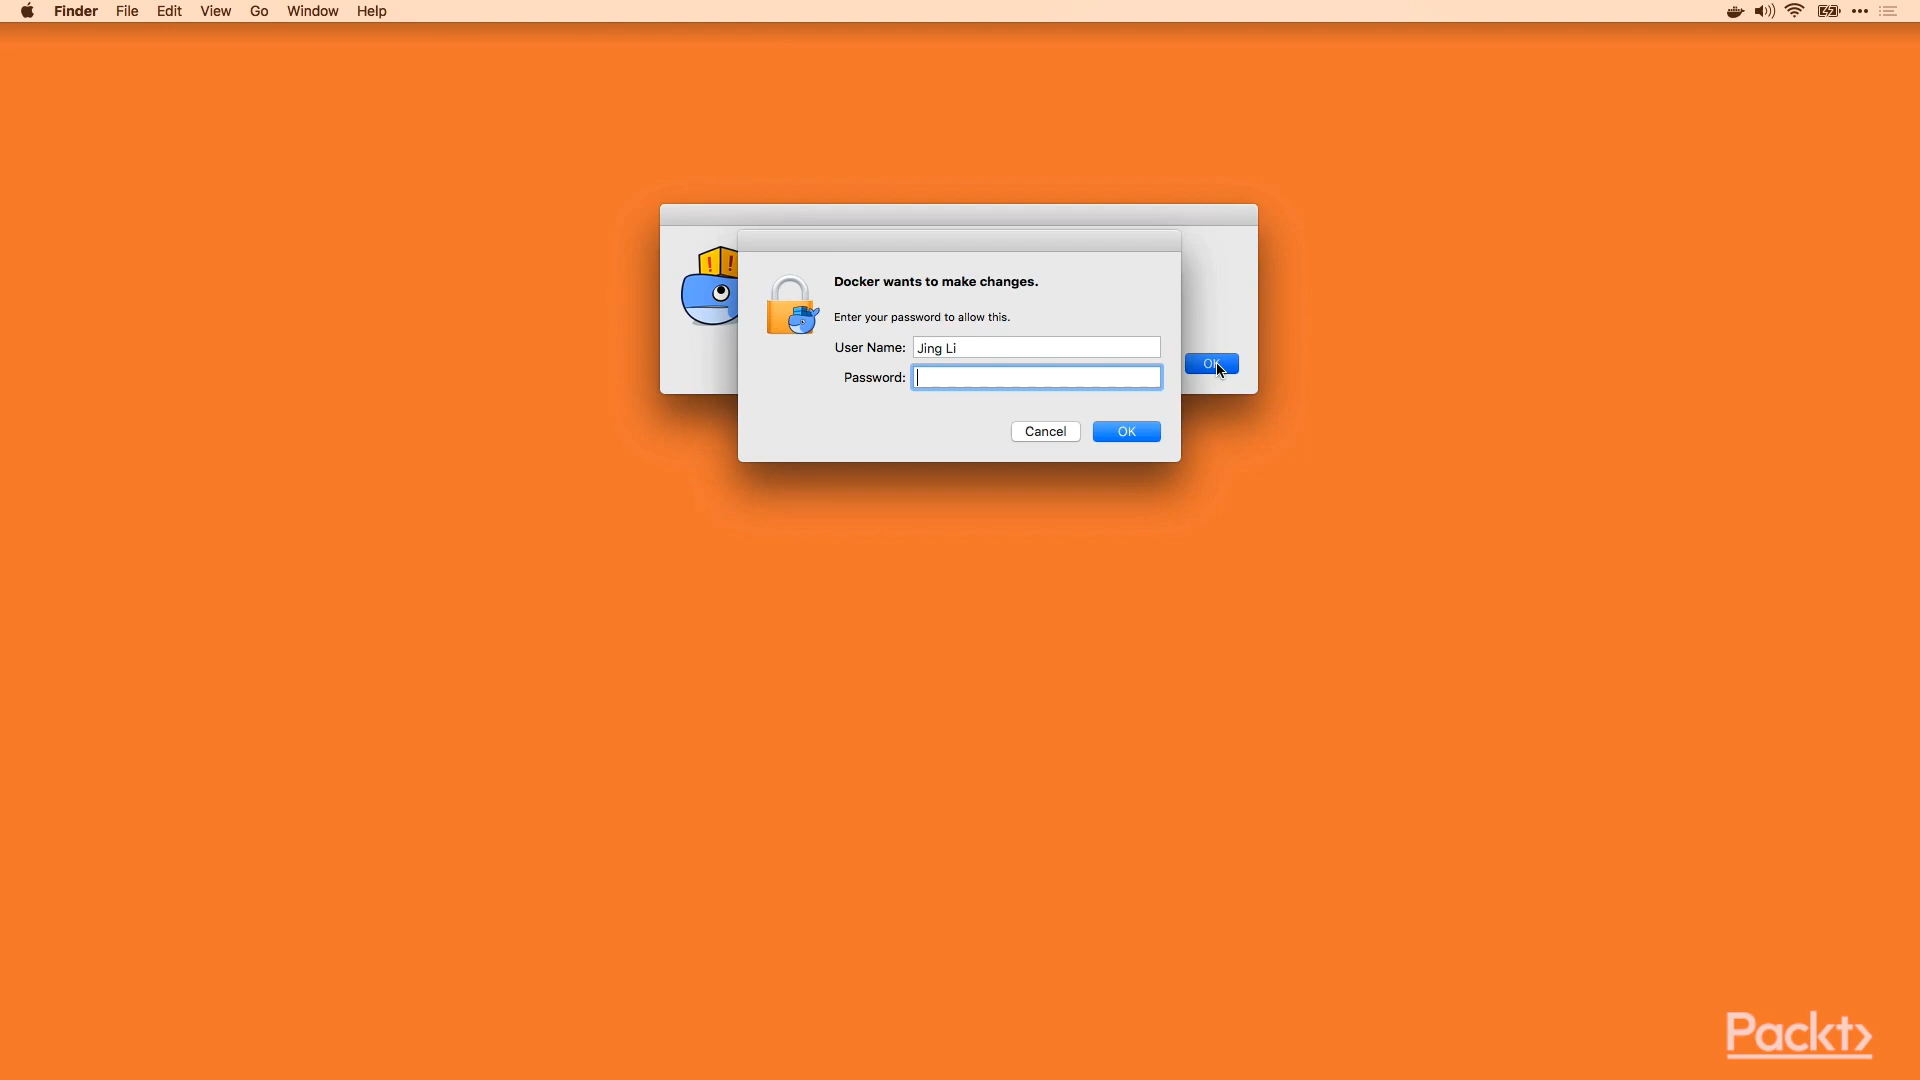 Finder File Edit View Go Window Help
Docker wants to make changes.
Enter your password to allow this.
User Name: Jing Li
Password:
OK
Cancel OK
Packt